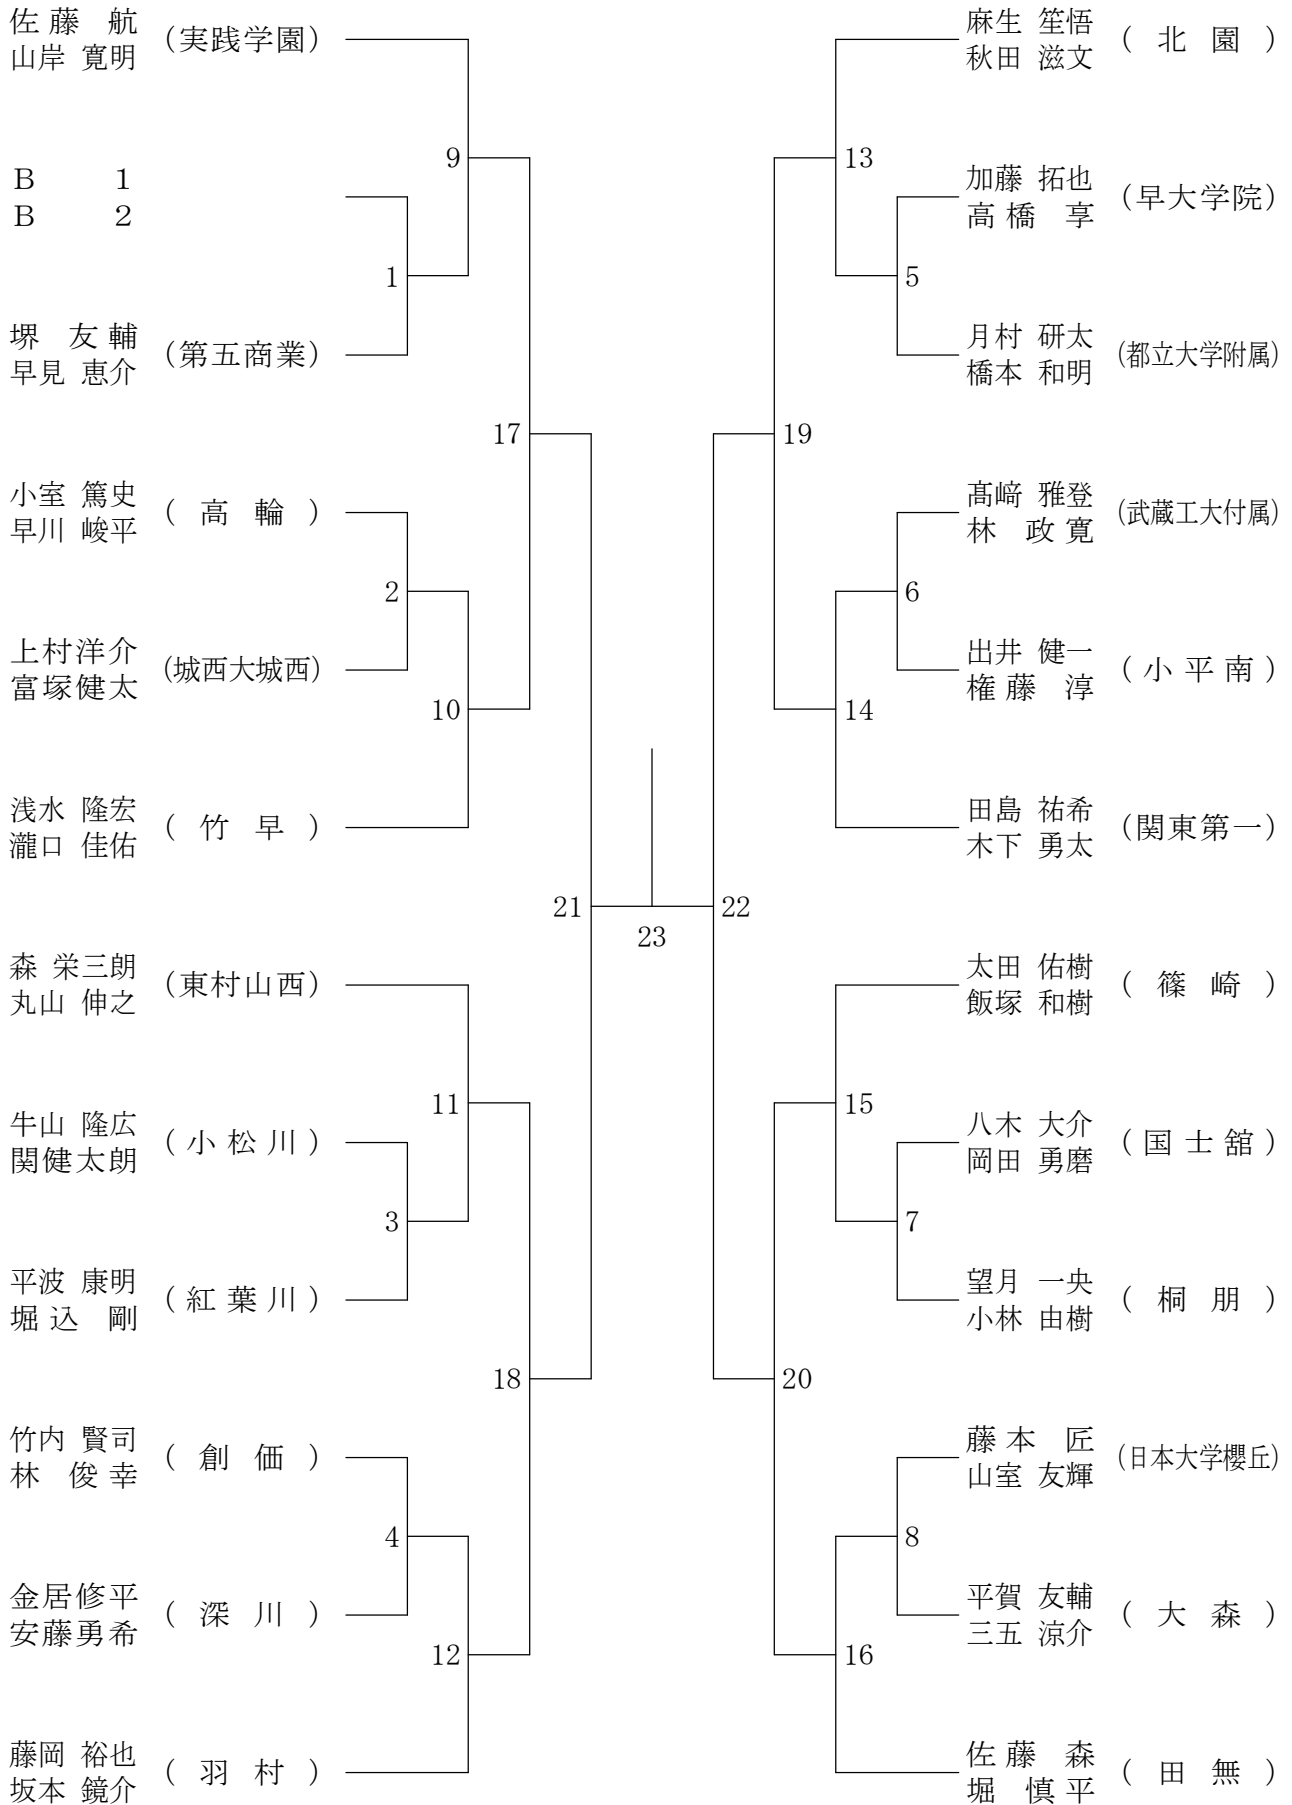 佐藤 航
山岸 寛明
(実践学園)
B 1
B 2
堺 友輔
早見 恵介
(第五商業)
小室 篤史
早川 峻平
(高輪)
上村洋介
富塚健太
(城西大城西)
浅水 隆宏
瀧口 佳佑
(竹早)
森 栄三朗
丸山 伸之
(東村山西)
牛山 隆広
関健太朗
(小松川)
平波 康明
堀込 剛
(紅葉川)
竹内 賢司
林 俊幸
(創価)
金居修平
安藤勇希
(深川)
藤岡 裕也
坂本 鏡介
(羽村)
9
1
17
2
10
21
11
3
18
4
12
23
13
5
19
6
14
22
15
7
20
8
16
麻生 笙悟
秋田 滋文
(北園)
加藤 拓也
高橋 享
(早大学院)
月村 研太
橋本 和明
(都立大学附属)
髙﨑 雅登
林 政寛
(武蔵工大付属)
出井 健一
権藤 淳
(小平南)
田島 祐希
木下 勇太
(関東第一)
太田 佑樹
飯塚 和樹
(篠崎)
八木 大介
岡田 勇磨
(国士舘)
望月 一央
小林 由樹
(桐朋)
藤本 匠
山室 友輝
(日本大学櫻丘)
平賀 友輔
三五 涼介
(大森)
佐藤 森
堀 慎平
(田無)